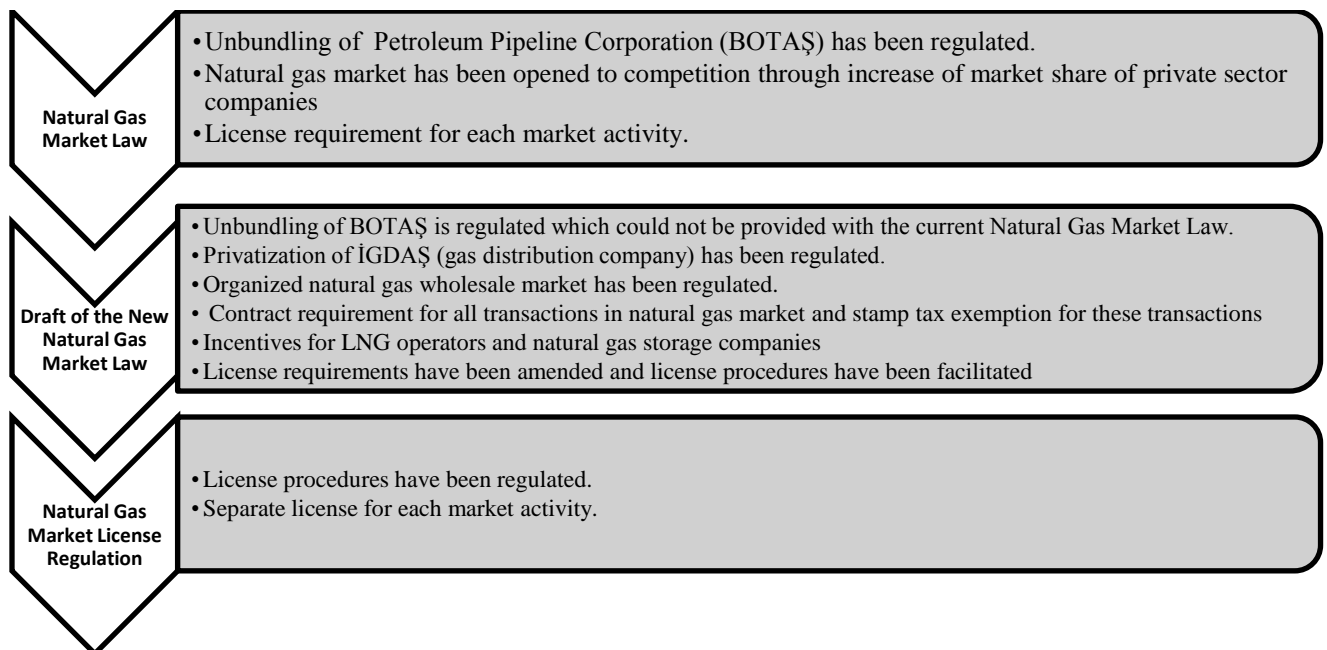 Natural Gas
Market Law
•Unbundling of Petroleum Pipeline Corporation (BOTAŞ) has been regulated.
•Natural gas market has been opened to competition through increase of market share of private sector
companies
•License requirement for each market activity.
Draft of the New
Natural Gas
Market Law
•Unbundling of BOTAŞ is regulated which could not be provided with the current Natural Gas Market Law.
•Privatization of İGDAŞ (gas distribution company) has been regulated.
•Organized natural gas wholesale market has been regulated.
• Contract requirement for all transactions in natural gas market and stamp tax exemption for these transactions
•Incentives for LNG operators and natural gas storage companies
•License requirements have been amended and license procedures have been facilitated
Natural Gas
Market License
Regulation
•License procedures have been regulated.
•Separate license for each market activity.